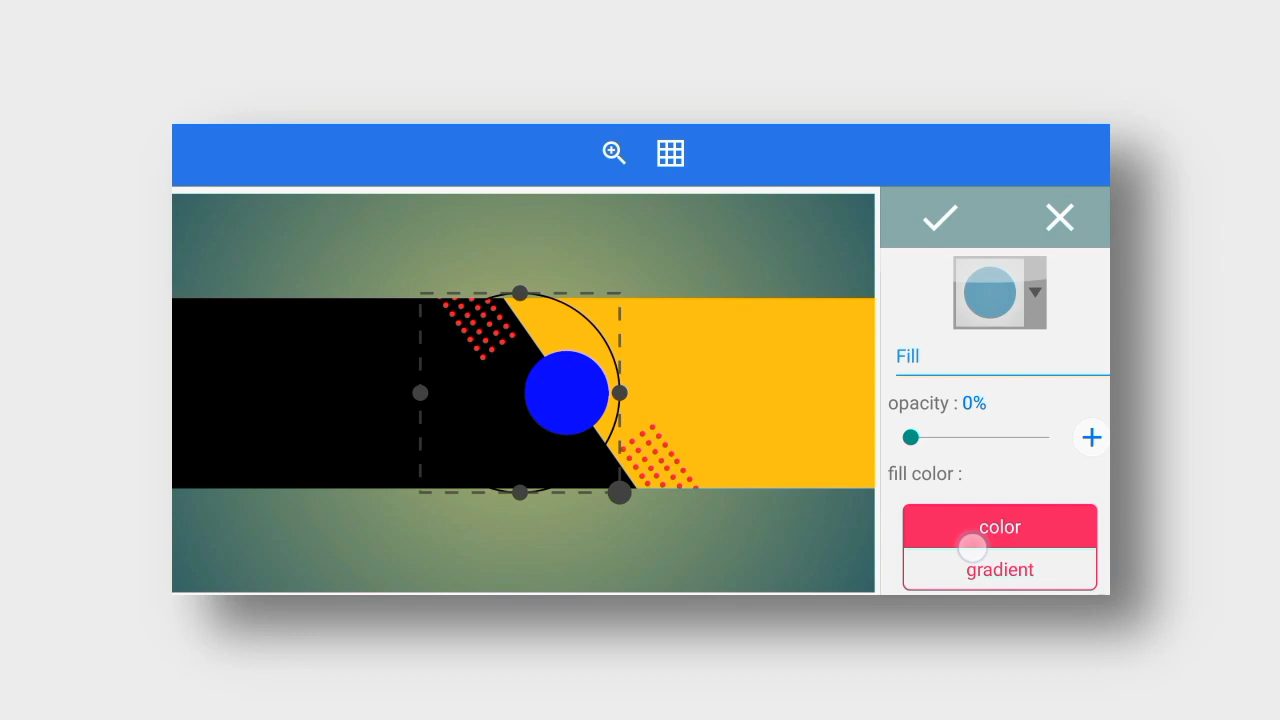 Fill
opacity : 0%
fill color :
color
gradient